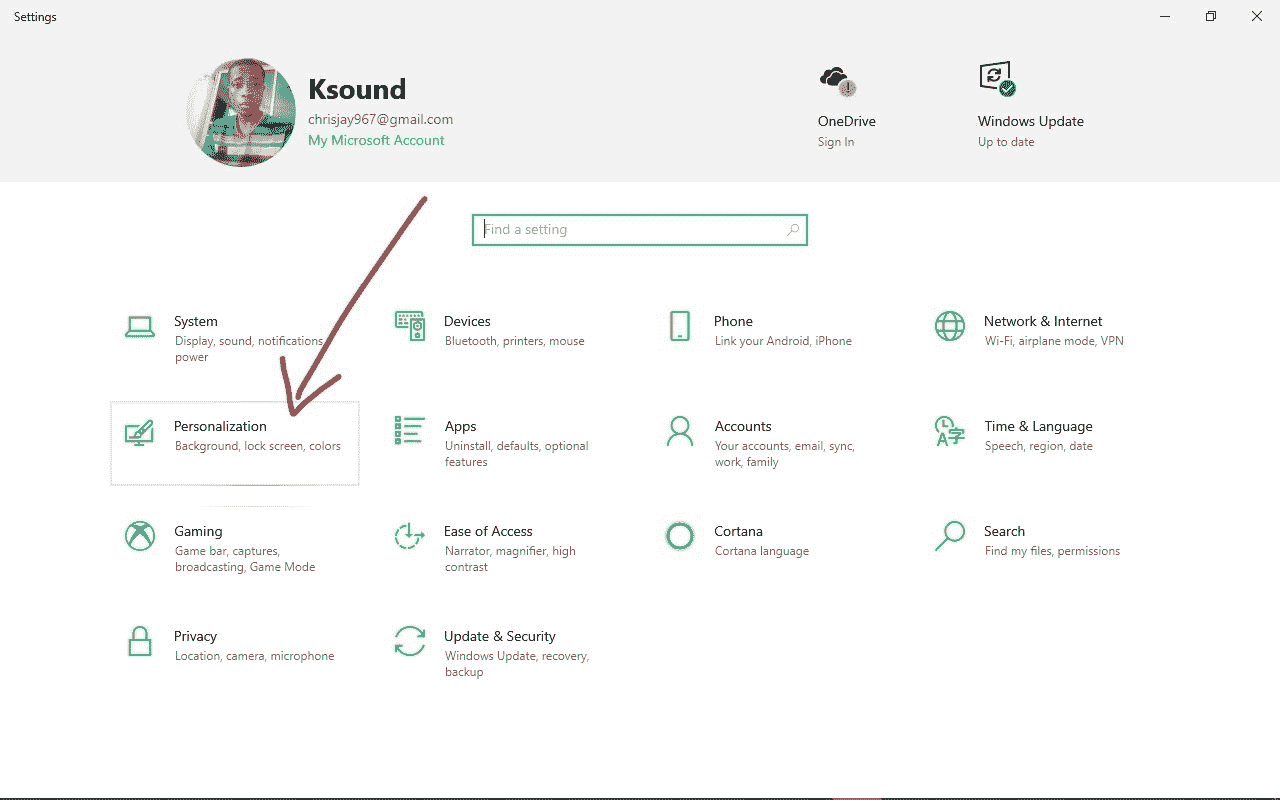 Settings
Ksound
chrisjay967@gmail.com
My Microsoft Account
OneDrive
Sign In
Windows Update
Up to date
Find a setting
System
Display, sound, notifications,
power
Devices
Bluetooth, printers, mouse
Phone
Link your Android, iPhone
Network & Internet
Wi-Fi, airplane mode, VPN
Personalization
Background, lock screen, colors
Apps
Uninstall, defaults, optional
features
Accounts
Your accounts, email, sync,
work, family
Time & Language
Speech, region, date
Gaming
Game bar, captures,
broadcasting, Game Mode
Ease of Access
Narrator, magnifier, high
contrast
Cortana
Cortana language
Search
Find my files, permissions
Privacy
Location, camera, microphone
Update & Security
Windows Update, recovery,
backup